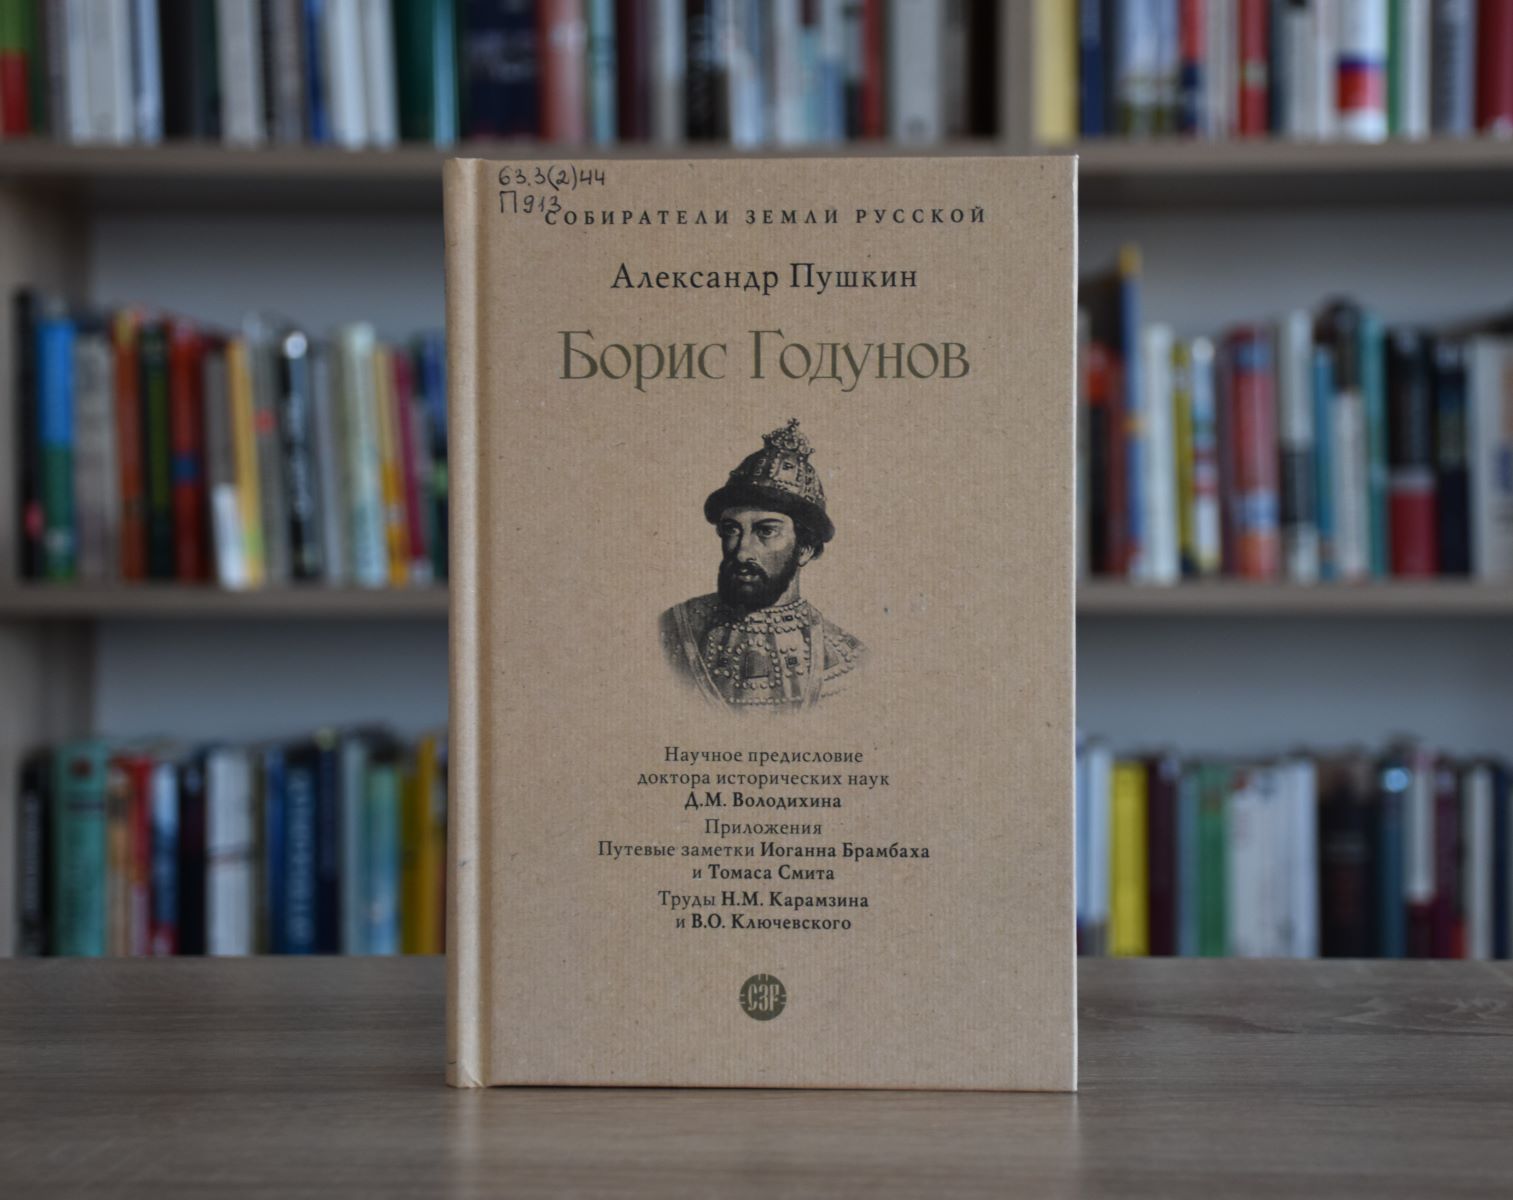 63.3(2)44
П913
СОБИРАТЕЛИ ЗЕМЛИ РУССКОЙ
Александр Пушкин
Борис Годунов
Научное предисловие
доктора исторических наук
Д.М. Володихина
Приложения
Путевые заметки Иоганна Брамбаха
и Томаса Смита
Труды Н.М. Карамзина
и В.О. Ключевского
СЗР